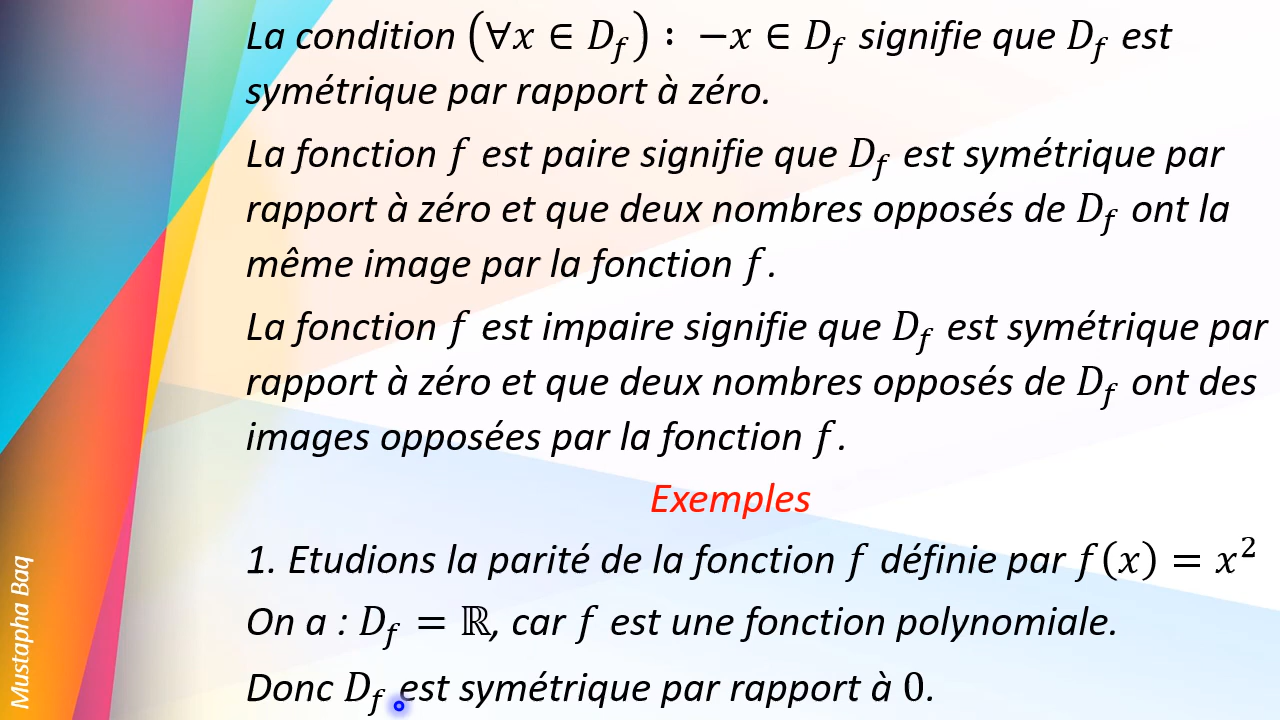 La condition (∀x ∈ D_f) : −x ∈ D_f signifie que D_f est
symétrique par rapport à zéro.
La fonction f est paire signifie que D_f est symétrique par
rapport à zéro et que deux nombres opposés de D_f ont la
même image par la fonction f.
La fonction f est impaire signifie que D_f est symétrique par
rapport à zéro et que deux nombres opposés de D_f ont des
images opposées par la fonction f.
Exemples
1. Etudions la parité de la fonction f définie par f(x) = x²
On a : D_f = ℝ, car f est une fonction polynomiale.
Donc D_f est symétrique par rapport à 0.
Mustapha Baq